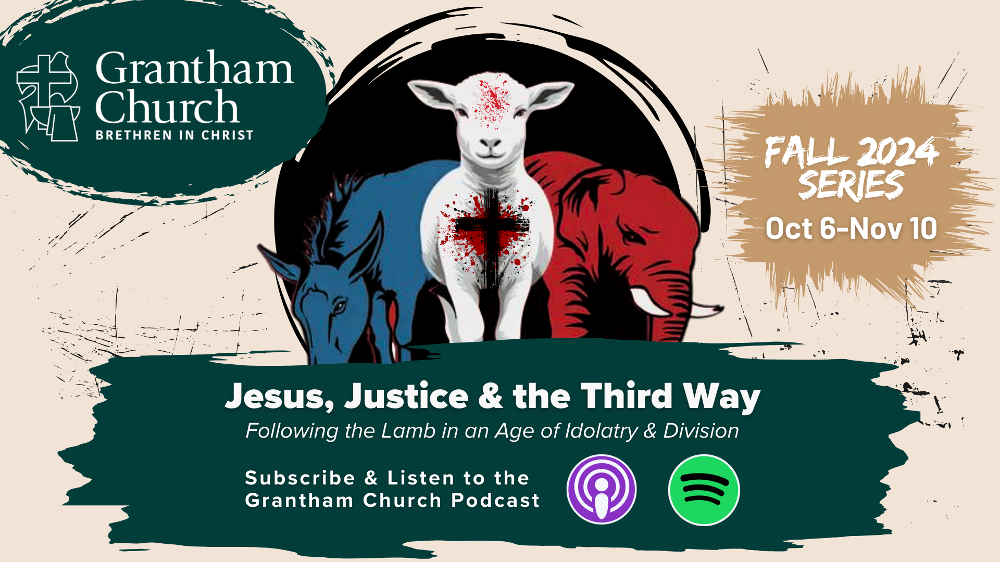 Grantham
Church
BRETHREN IN CHRIST
FALL 2024
SERIES
Oct 6-Nov 10
Jesus, Justice & the Third Way
Following the Lamb in an Age of Idolatry & Division
Subscribe & Listen to the
Grantham Church Podcast